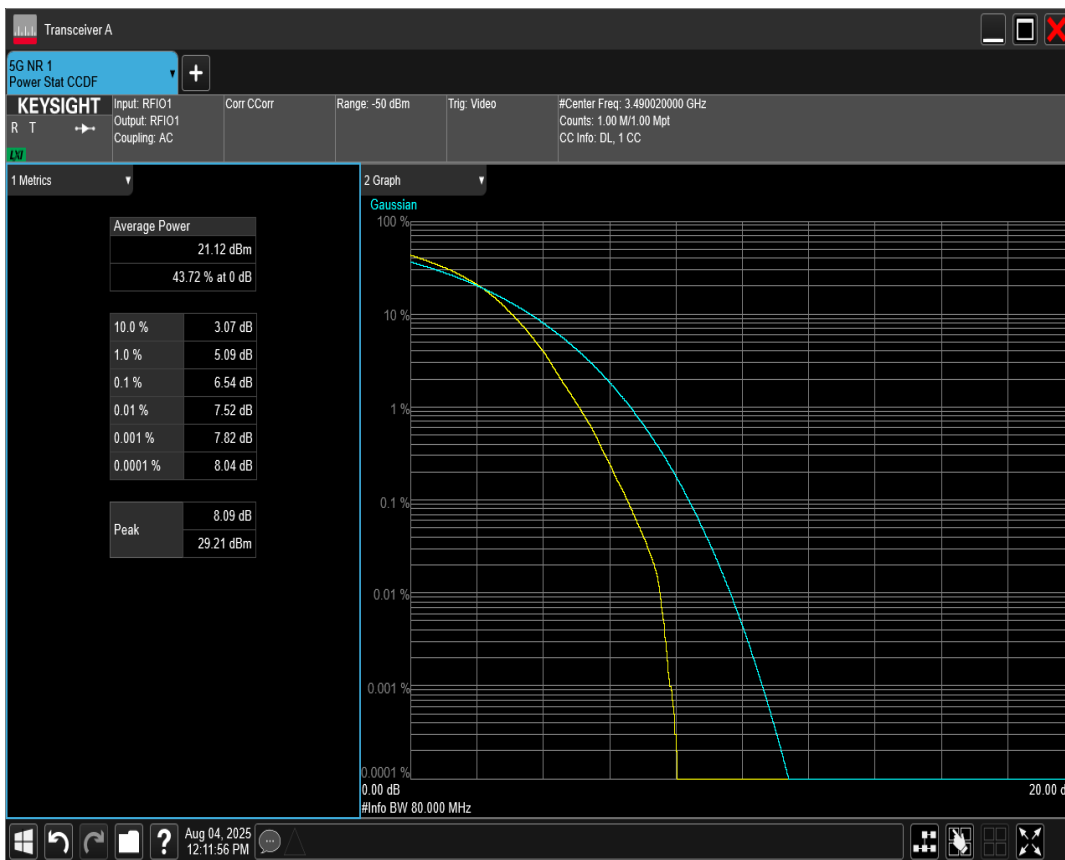 Transceiver A
5G NR 1
Power Stat CCDF
+
KEYSIGHT
R T
LXI
Input: RFIO1
Output: RFIO1
Coupling: AC
Corr CCorr
Range: -50 dBm
Trig: Video
#Center Freq: 3.490020000 GHz
Counts: 1.00 M/1.00 Mpt
CC Info: DL, 1 CC
1 Metrics
Average Power
21.12 dBm
43.72 % at 0 dB
10.0 % 3.07 dB
1.0 % 5.09 dB
0.1 % 6.54 dB
0.01 % 7.52 dB
0.001 % 7.82 dB
0.0001 % 8.04 dB
Peak 8.09 dB
29.21 dBm
2 Graph
Gaussian
100 %
10 %
1 %
0.1 %
0.01 %
0.001 %
0.0001 %
0.00 dB 20.00 d
#Info BW 80.000 MHz
?
Aug 04, 2025
12:11:56 PM